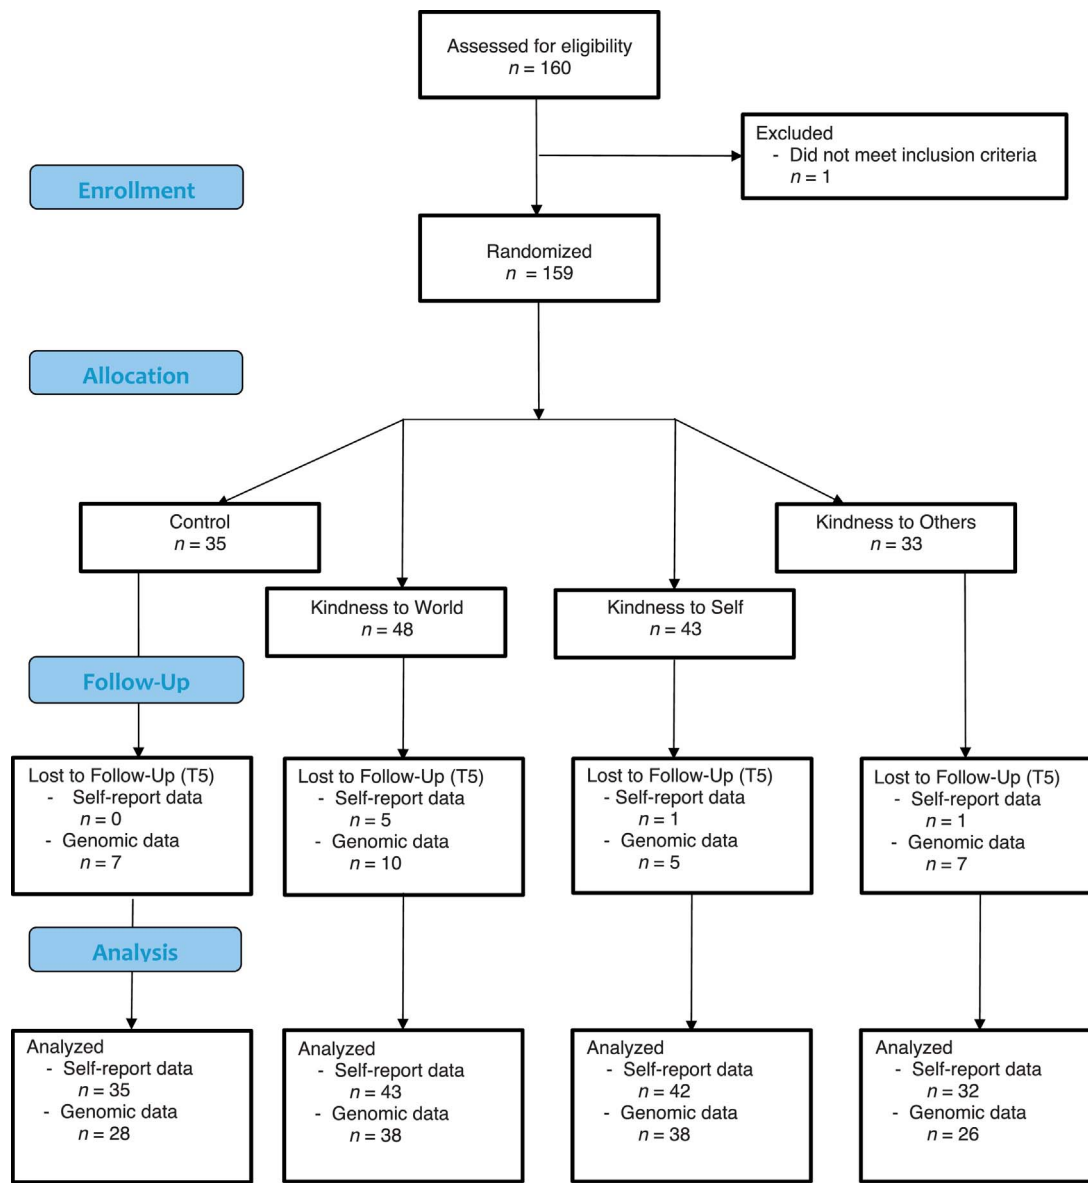 Assessed for eligibility
n = 160
Excluded
- Did not meet inclusion criteria
n = 1
Enrollment
Randomized
n = 159
Allocation
Control
n = 35
Kindness to World
n = 48
Kindness to Self
n = 43
Kindness to Others
n = 33
Follow-Up
Lost to Follow-Up (T5)
- Self-report data
n = 0
- Genomic data
n = 7
Lost to Follow-Up (T5)
- Self-report data
n = 5
- Genomic data
n = 10
Lost to Follow-Up (T5)
- Self-report data
n = 1
- Genomic data
n = 5
Lost to Follow-Up (T5)
- Self-report data
n = 1
- Genomic data
n = 7
Analysis
Analyzed
- Self-report data
n = 35
- Genomic data
n = 28
Analyzed
- Self-report data
n = 43
- Genomic data
n = 38
Analyzed
- Self-report data
n = 42
- Genomic data
n = 38
Analyzed
- Self-report data
n = 32
- Genomic data
n = 26